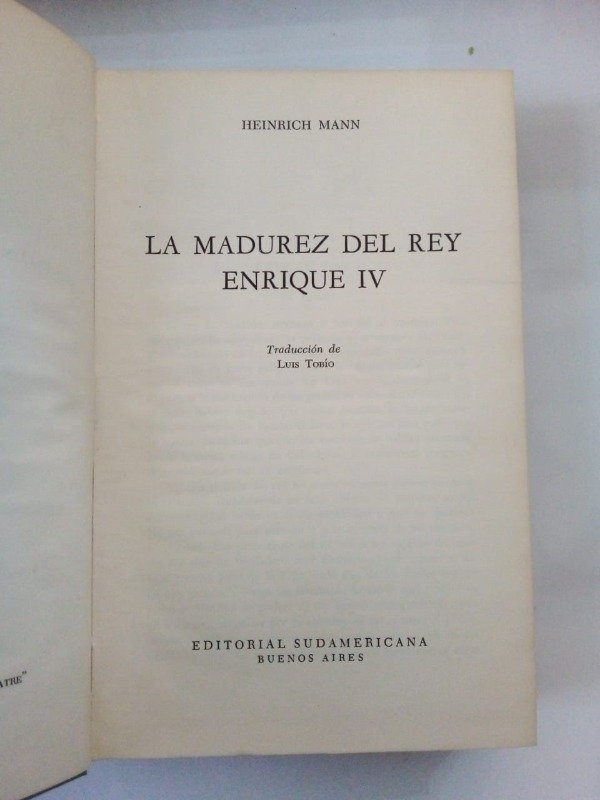 HEINRICH MANN
LA MADUREZ DEL REY
ENRIQUE IV
Traducción de
LUIS TOBÍO
EDITORIAL SUDAMERICANA
BUENOS AIRES